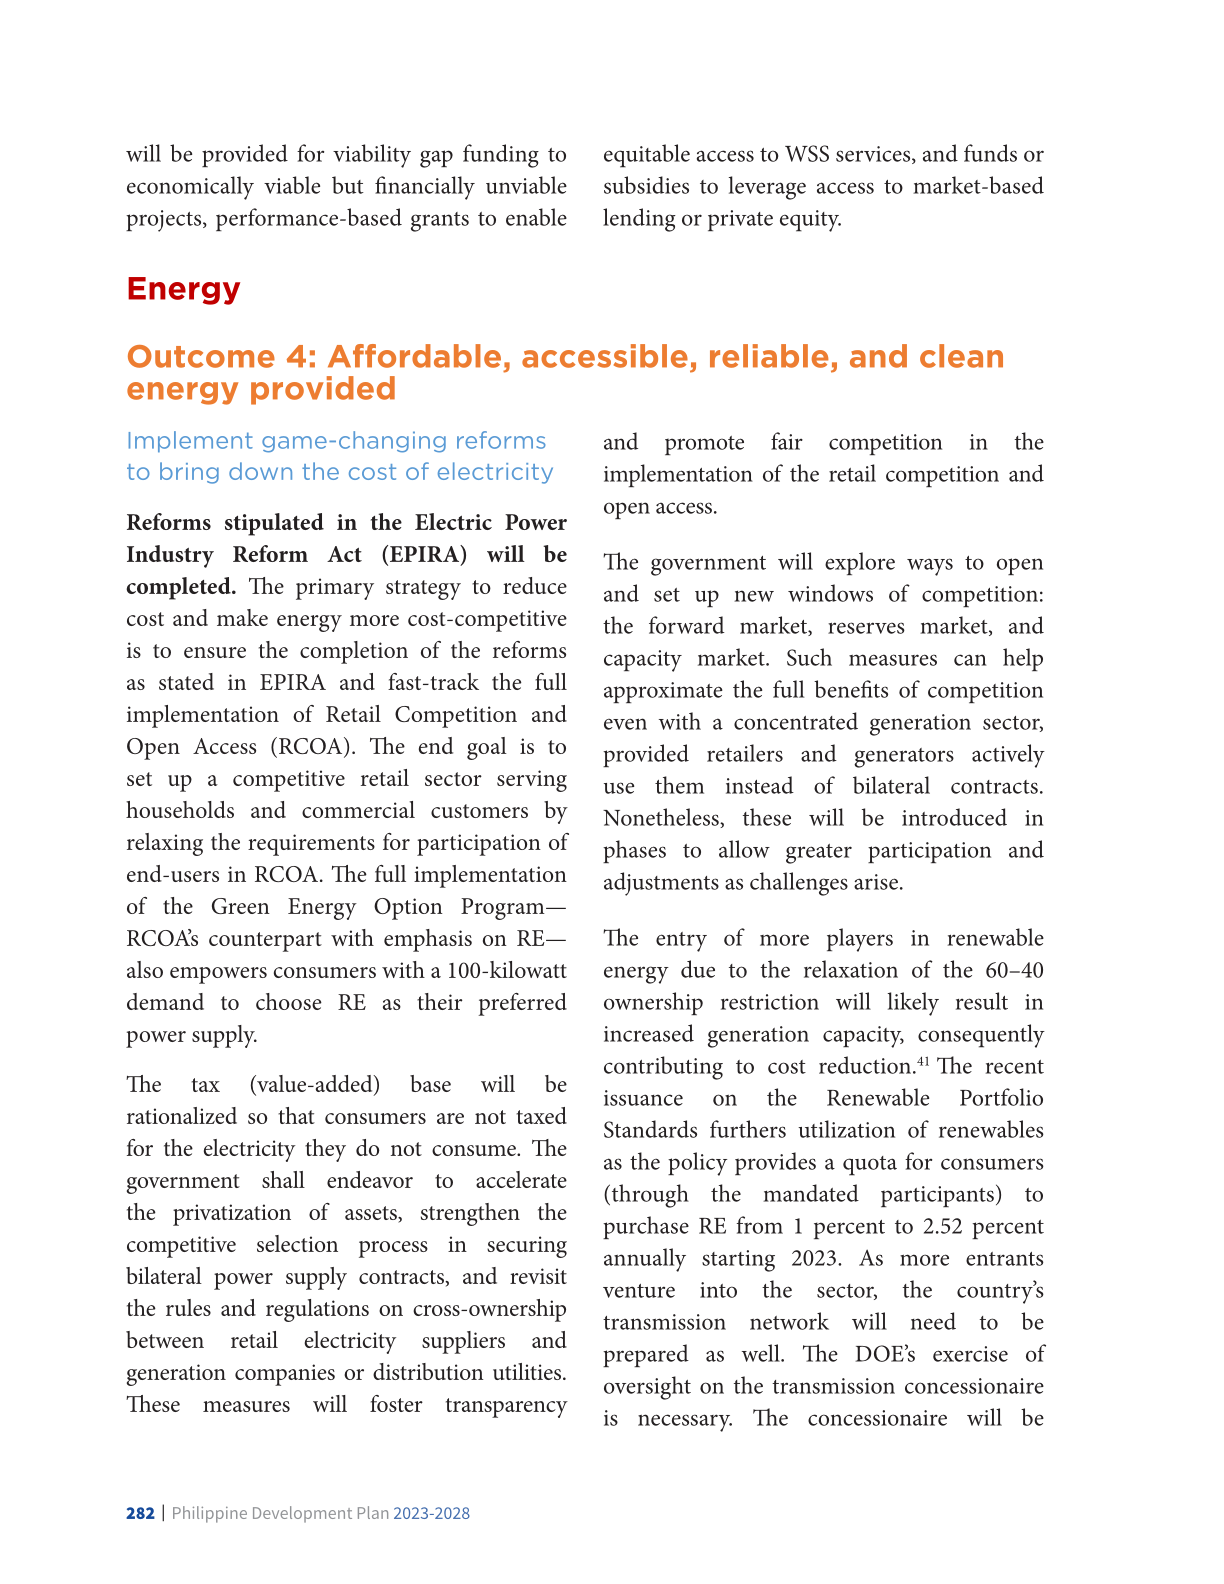 will be provided for viability gap funding to
economically viable but financially unviable
projects, performance-based grants to enable
equitable access to WSS services, and funds or
subsidies to leverage access to market-based
lending or private equity.
Energy
Outcome 4: Affordable, accessible, reliable, and clean
energy provided
Implement game-changing reforms
to bring down the cost of electricity
Reforms stipulated in the Electric Power
Industry Reform Act (EPIRA) will be
completed. The primary strategy to reduce
cost and make energy more cost-competitive
is to ensure the completion of the reforms
as stated in EPIRA and fast-track the full
implementation of Retail Competition and
Open Access (RCOA). The end goal is to
set up a competitive retail sector serving
households and commercial customers by
relaxing the requirements for participation of
end-users in RCOA. The full implementation
of the Green Energy Option Program—
RCOA’s counterpart with emphasis on RE—
also empowers consumers with a 100-kilowatt
demand to choose RE as their preferred
power supply.
The tax (value-added) base will be
rationalized so that consumers are not taxed
for the electricity they do not consume. The
government shall endeavor to accelerate
the privatization of assets, strengthen the
competitive selection process in securing
bilateral power supply contracts, and revisit
the rules and regulations on cross-ownership
between retail electricity suppliers and
generation companies or distribution utilities.
These measures will foster transparency
and promote fair competition in the
implementation of the retail competition and
open access.
The government will explore ways to open
and set up new windows of competition:
the forward market, reserves market, and
capacity market. Such measures can help
approximate the full benefits of competition
even with a concentrated generation sector,
provided retailers and generators actively
use them instead of bilateral contracts.
Nonetheless, these will be introduced in
phases to allow greater participation and
adjustments as challenges arise.
The entry of more players in renewable
energy due to the relaxation of the 60–40
ownership restriction will likely result in
increased generation capacity, consequently
contributing to cost reduction.41 The recent
issuance on the Renewable Portfolio
Standards furthers utilization of renewables
as the policy provides a quota for consumers
(through the mandated participants) to
purchase RE from 1 percent to 2.52 percent
annually starting 2023. As more entrants
venture into the sector, the country’s
transmission network will need to be
prepared as well. The DOE’s exercise of
oversight on the transmission concessionaire
is necessary. The concessionaire will be
282 | Philippine Development Plan 2023-2028